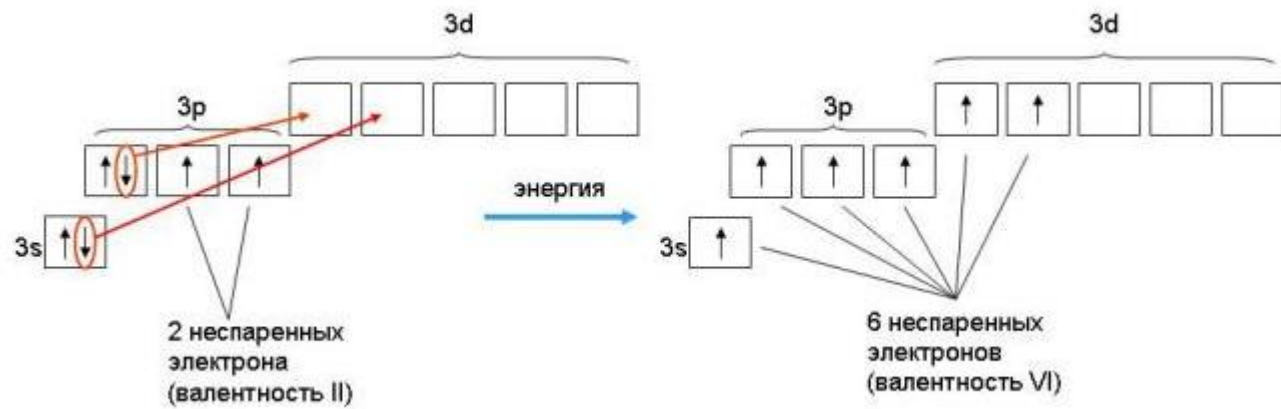 3d
3p
3s
2 неспаренных
электрона
(валентность II)
энергия
3d
3p
3s
6 неспаренных
электронов
(валентность VI)